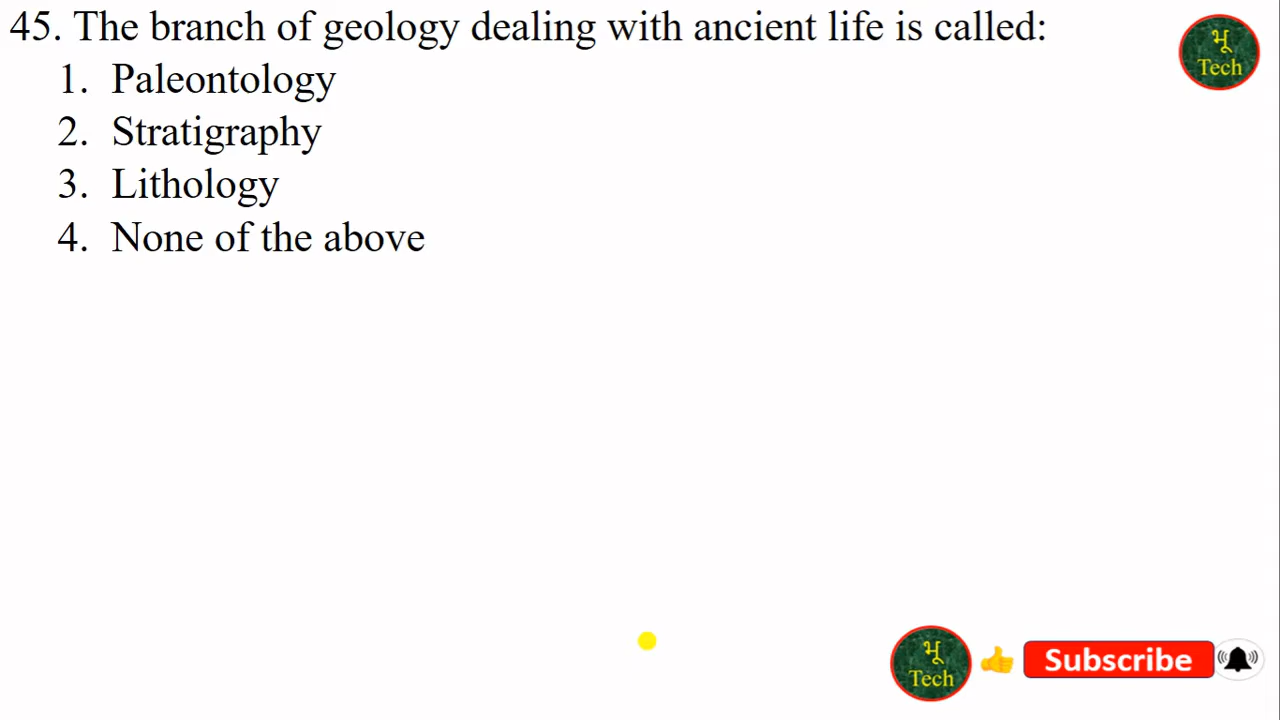 45. The branch of geology dealing with ancient life is called:
1. Paleontology
2. Stratigraphy
3. Lithology
4. None of the above
भू
Tech
भू
Tech
Subscribe